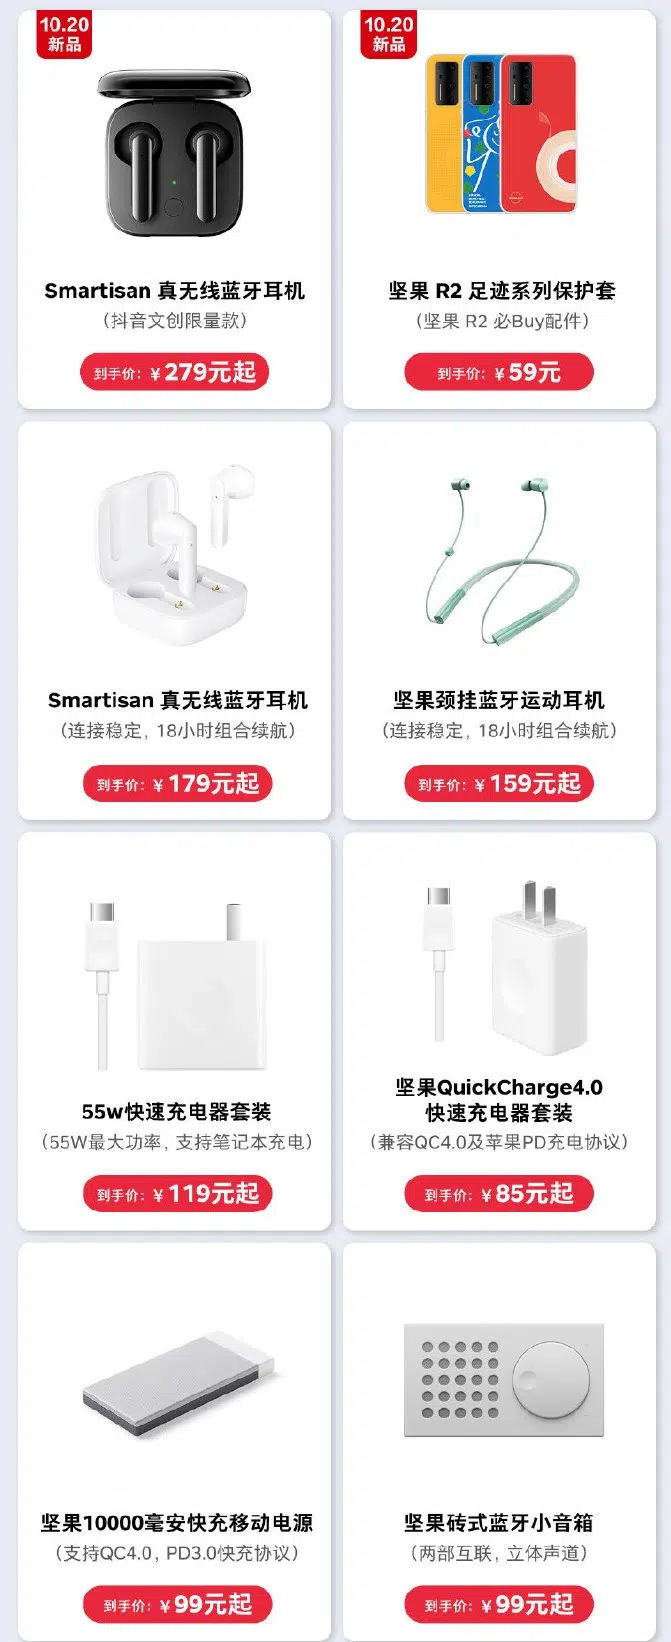 10.20
新品
Smartisan 真无线蓝牙耳机
（抖音文创限量款）
到手价：¥279元起
10.20
新品
坚果 R2 足迹系列保护套
（坚果 R2 必Buy配件）
到手价：¥59元
Smartisan 真无线蓝牙耳机
（连接稳定，18小时组合续航）
到手价：¥179元起
坚果颈挂蓝牙运动耳机
（连接稳定，18小时组合续航）
到手价：¥159元起
55w快速充电器套装
（55W最大功率，支持笔记本充电）
到手价：¥119元起
坚果QuickCharge4.0
快速充电器套装
（兼容QC4.0及苹果PD充电协议）
到手价：¥85元起
坚果10000毫安快充移动电源
（支持QC4.0，PD3.0快充协议）
到手价：¥99元起
坚果砖式蓝牙小音箱
（两部互联，立体声道）
到手价：¥99元起